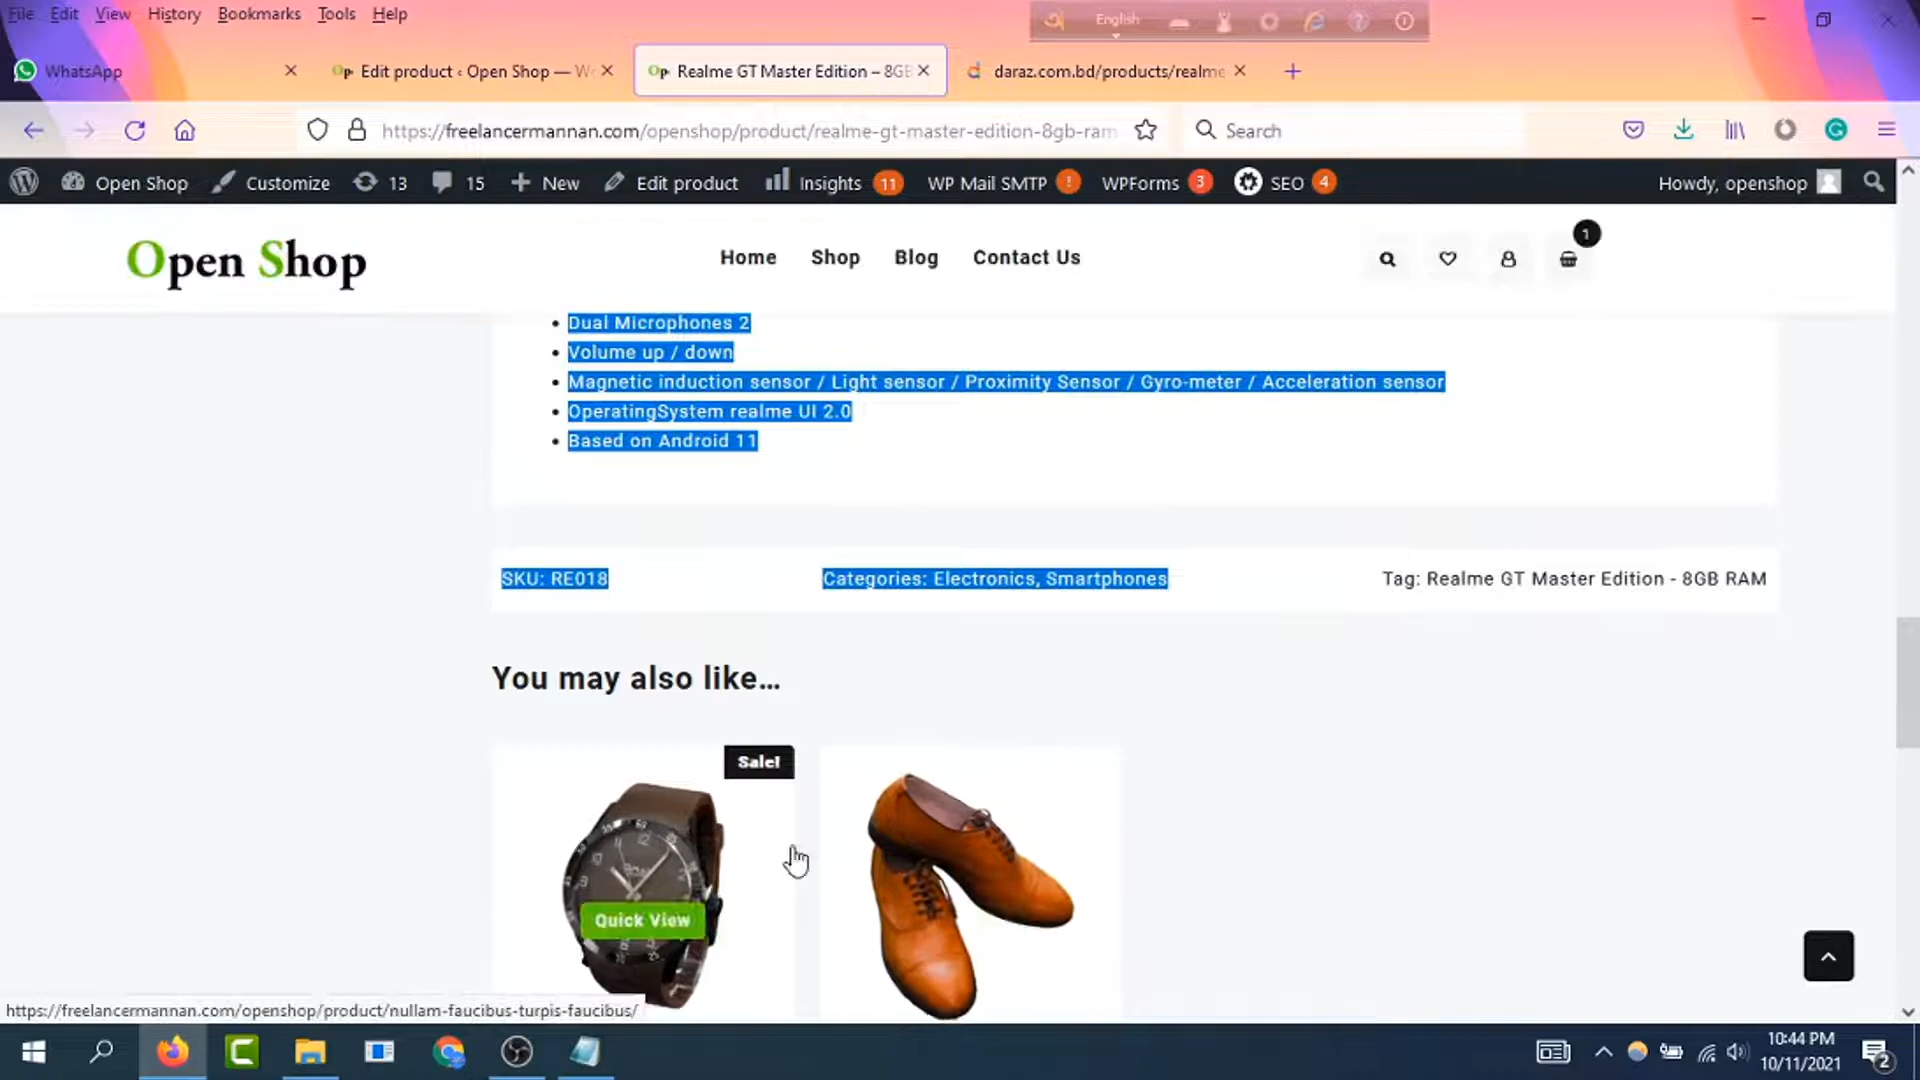 File Edit View History Bookmarks Tools Help
English
WhatsApp
Op Edit product ‹ Open Shop — W
Op Realme GT Master Edition – 8GB
daraz.com.bd/products/realme
https://freelancermannan.com/openshop/product/realme-gt-master-edition-8gb-ram
Search
Open Shop Customize 13 15 New Edit product Insights 11 WP Mail SMTP ! WPForms 3 SEO 4 Howdy, openshop
Open Shop
Home Shop Blog Contact Us
1
• Dual Microphones 2
• Volume up / down
• Magnetic induction sensor / Light sensor / Proximity Sensor / Gyro-meter / Acceleration sensor
• OperatingSystem realme UI 2.0
• Based on Android 11
SKU: RE018 Categories: Electronics, Smartphones Tag: Realme GT Master Edition - 8GB RAM
You may also like...
Sale!
Quick View
https://freelancermannan.com/openshop/product/nullam-faucibus-turpis-faucibus/
10:44 PM
10/11/2021
2